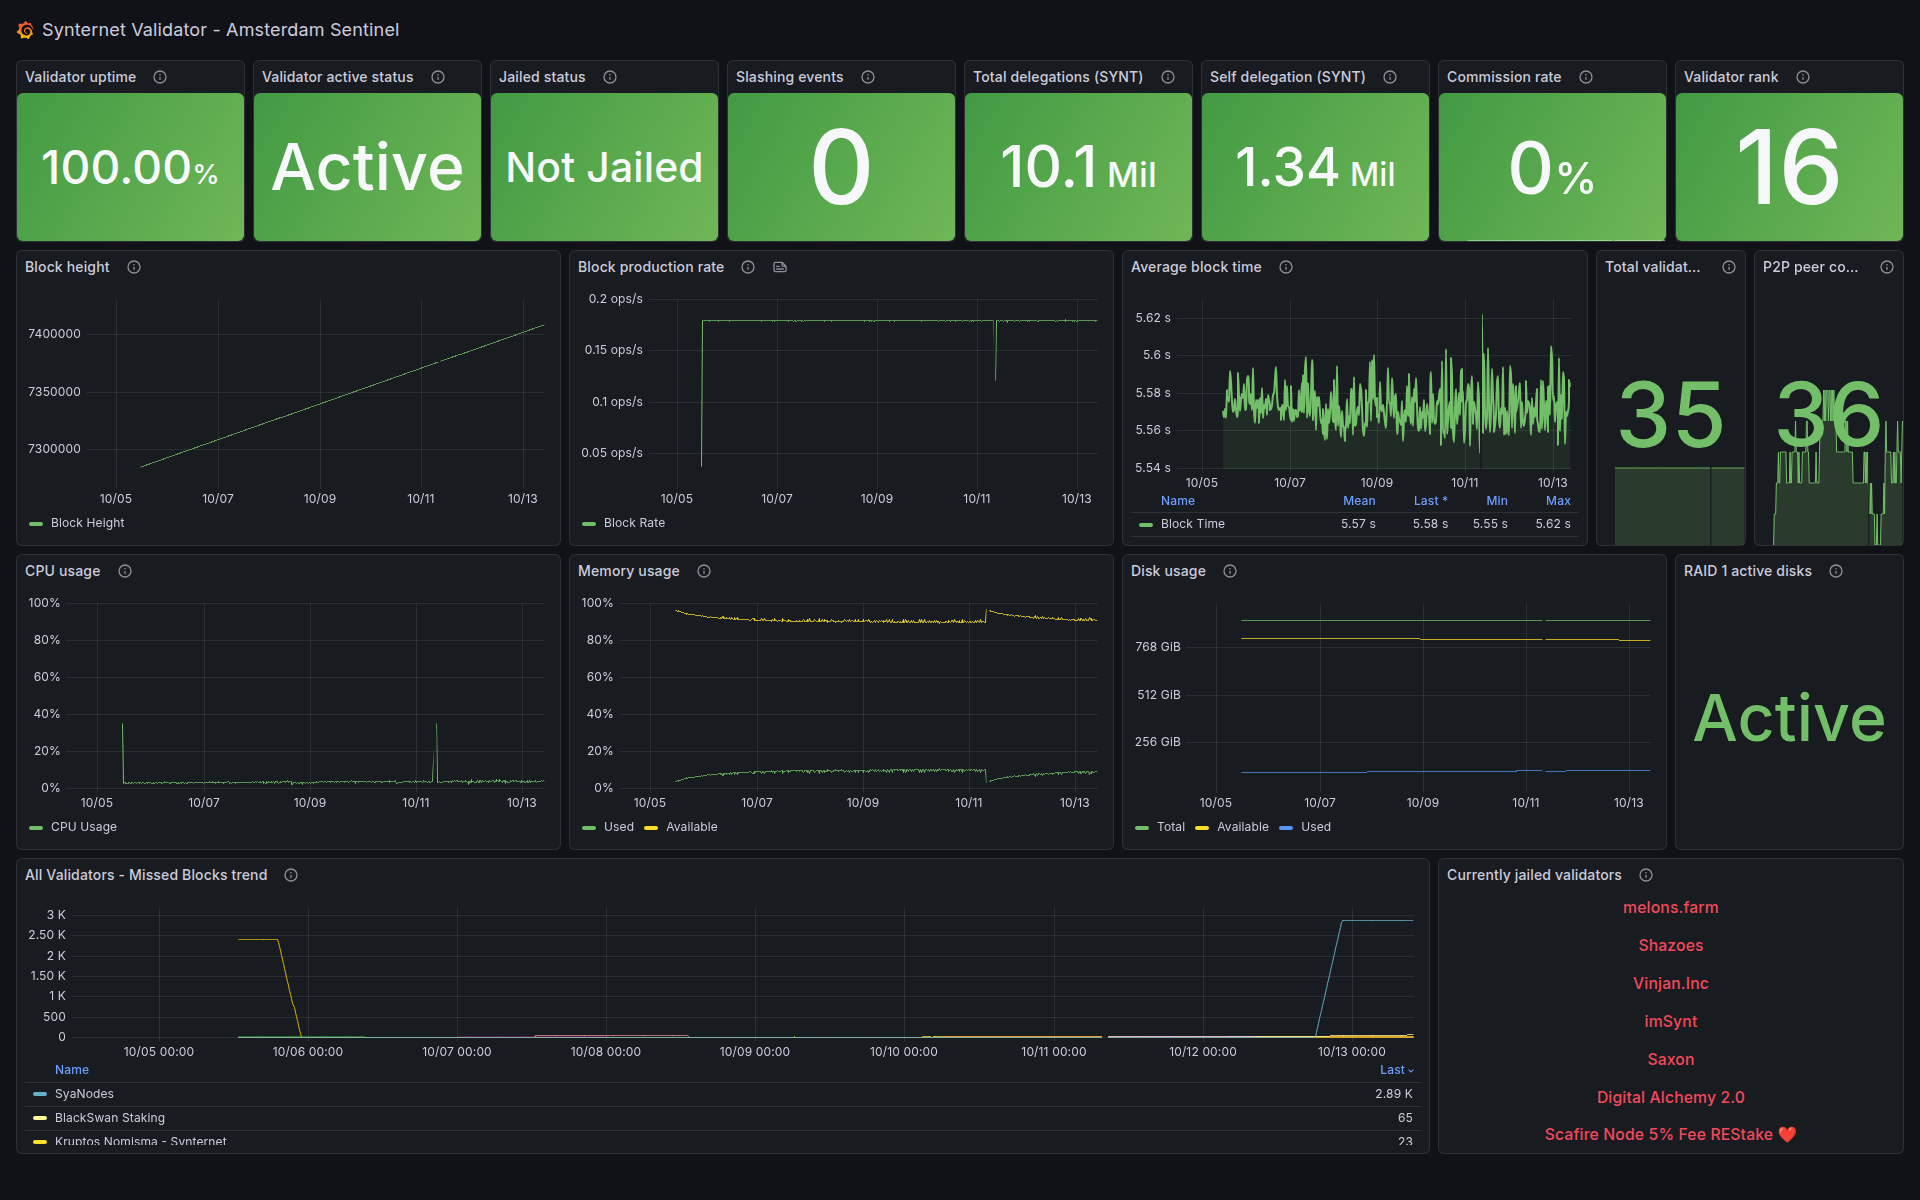 Synternet Validator - Amsterdam Sentinel
Validator uptime
Validator active status
Jailed status
Slashing events
Total delegations (SYNT)
Self delegation (SYNT)
Commission rate
Validator rank
100.00%
Active
Not Jailed
0
10.1 Mil
1.34 Mil
0%
16
Block height
7400000
7350000
7300000
10/05 10/07 10/09 10/11 10/13
Block Height
Block production rate
0.2 ops/s
0.15 ops/s
0.1 ops/s
0.05 ops/s
10/05 10/07 10/09 10/11 10/13
Block Rate
Average block time
5.62 s
5.6 s
5.58 s
5.56 s
5.54 s
10/05 10/07 10/09 10/11 10/13
Name Mean Last * Min Max
Block Time 5.57 s 5.58 s 5.55 s 5.62 s
Total validat...
35
P2P peer co...
36
CPU usage
100%
80%
60%
40%
20%
0%
10/05 10/07 10/09 10/11 10/13
CPU Usage
Memory usage
100%
80%
60%
40%
20%
0%
10/05 10/07 10/09 10/11 10/13
Used Available
Disk usage
768 GiB
512 GiB
256 GiB
10/05 10/07 10/09 10/11 10/13
Total Available Used
RAID 1 active disks
Active
All Validators - Missed Blocks trend
3 K
2.50 K
2 K
1.50 K
1 K
500
0
10/05 00:00 10/06 00:00 10/07 00:00 10/08 00:00 10/09 00:00 10/10 00:00 10/11 00:00 10/12 00:00 10/13 00:00
Name Last
SyaNodes 2.89 K
BlackSwan Staking 65
Kruptos Nomisma - Synternet 23
Currently jailed validators
melons.farm
Shazoes
Vinjan.Inc
imSynt
Saxon
Digital Alchemy 2.0
Scafire Node 5% Fee REStake ❤️